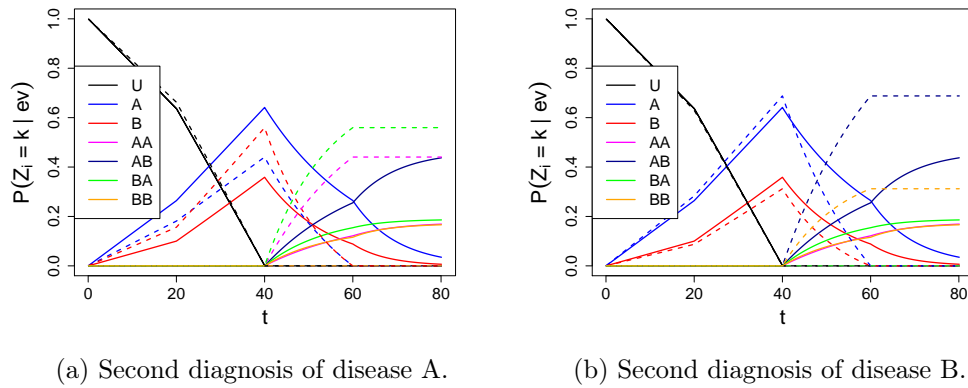 P(Z_i = k | ev)
1.0
0.8
0.6
0.4
0.2
0.0
U
A
B
AA
AB
BA
BB
0 20 40 60 80
t
(a) Second diagnosis of disease A.
P(Z_i = k | ev)
1.0
0.8
0.6
0.4
0.2
0.0
U
A
B
AA
AB
BA
BB
0 20 40 60 80
t
(b) Second diagnosis of disease B.